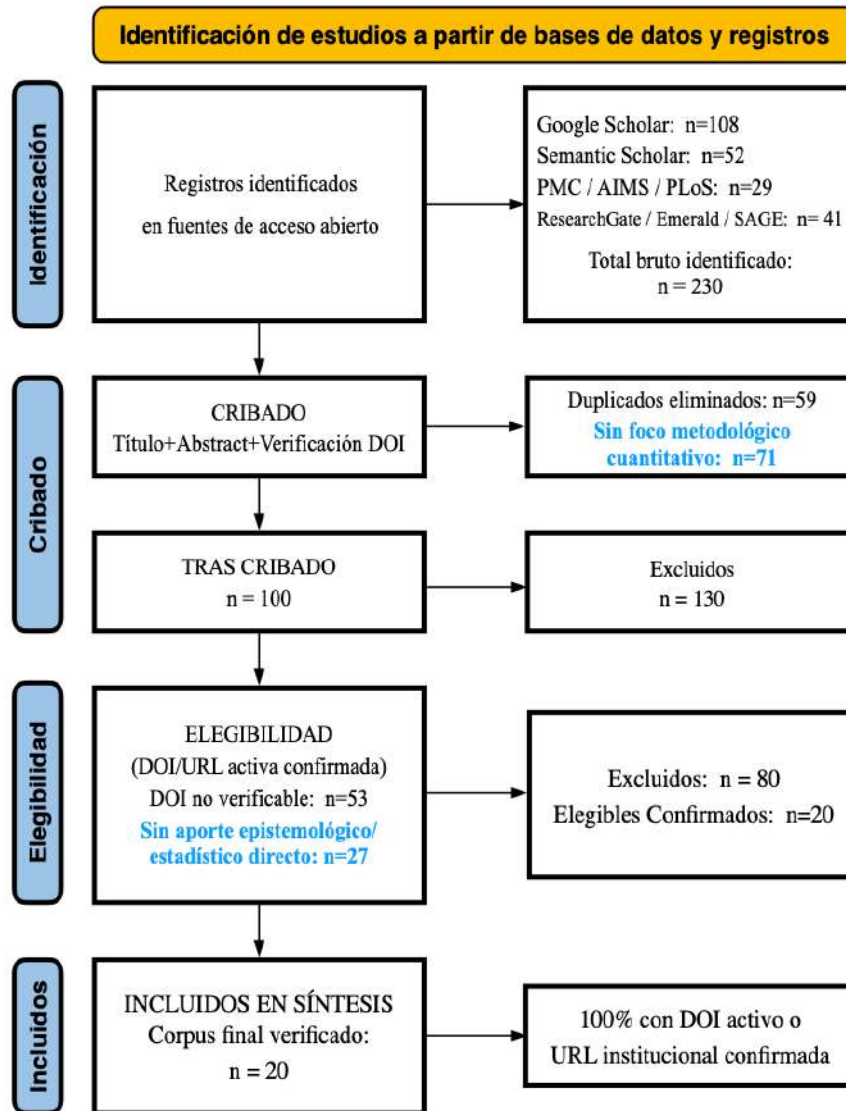 Identificación de estudios a partir de bases de datos y registros
Identificación
Registros identificados
en fuentes de acceso abierto
Google Scholar: n=108
Semantic Scholar: n=52
PMC / AIMS / PLoS: n=29
ResearchGate / Emerald / SAGE: n= 41
Total bruto identificado:
n = 230
Cribado
CRIBADO
Título+Abstract+Verificación DOI
Duplicados eliminados: n=59
Sin foco metodológico
cuantitativo: n=71
TRAS CRIBADO
n = 100
Excluidos
n = 130
Elegibilidad
ELEGIBILIDAD
(DOI/URL activa confirmada)
DOI no verificable: n=53
Sin aporte epistemológico/
estadístico directo: n=27
Excluidos: n = 80
Elegibles Confirmados: n=20
Incluidos
INCLUIDOS EN SÍNTESIS
Corpus final verificado:
n = 20
100% con DOI activo o
URL institucional confirmada